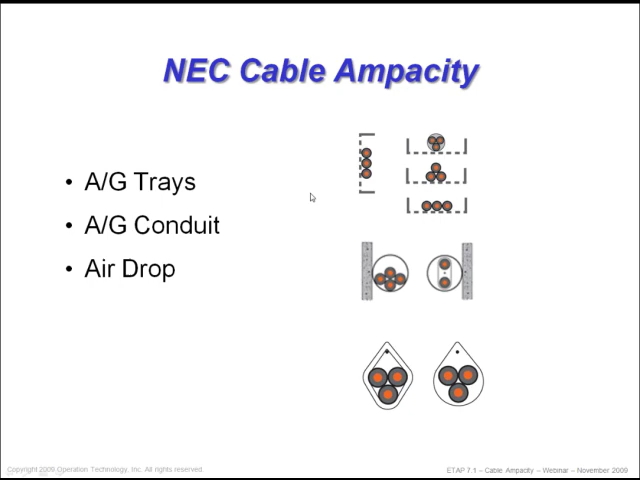 NEC Cable Ampacity
• A/G Trays
• A/G Conduit
• Air Drop
Copyright 2009 Operation Technology, Inc. All rights reserved.
ETAP 7.1 – Cable Ampacity – Webinar – November 2009